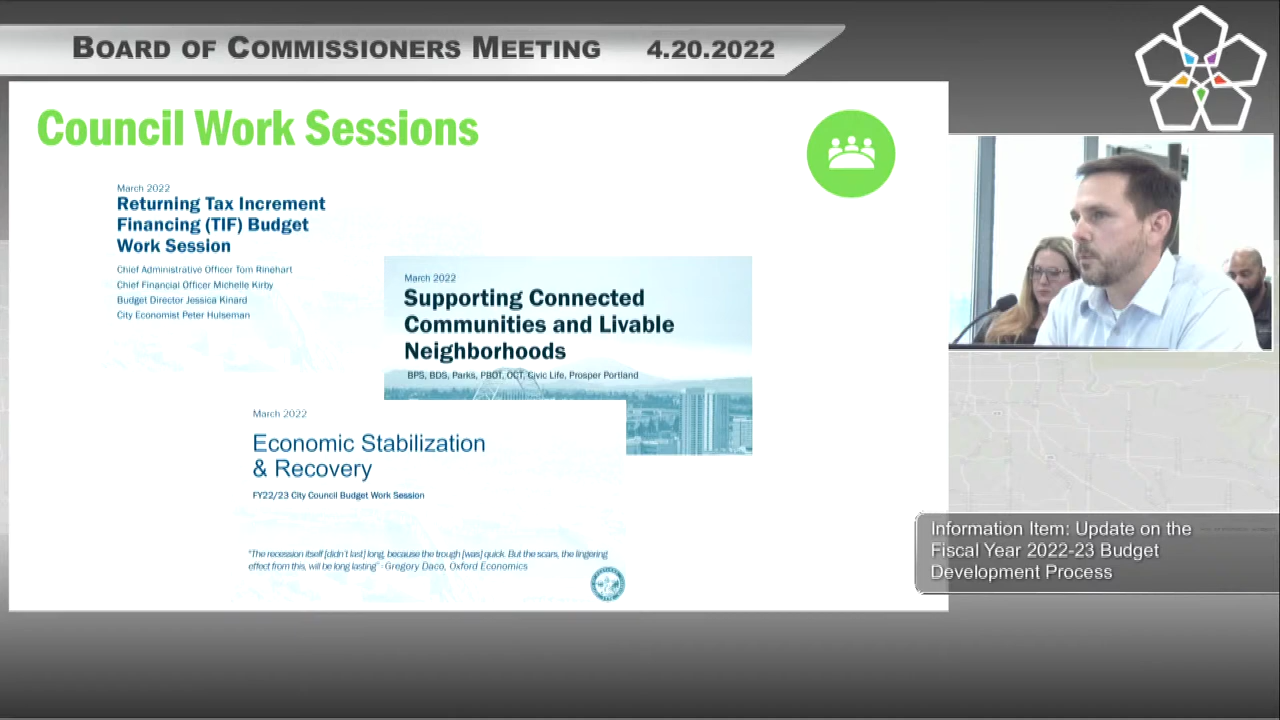 BOARD OF COMMISSIONERS MEETING 4.20.2022
Council Work Sessions
March 2022
Returning Tax Increment
Financing (TIF) Budget
Work Session
Chief Administrative Officer Tom Rinehart
Chief Financial Officer Michelle Kirby
Budget Director Jessica Kinard
City Economist Peter Hulseman
March 2022
Supporting Connected
Communities and Livable
Neighborhoods
BPS, BDS, Parks, PBOT, OCT, Civic Life, Prosper Portland
March 2022
Economic Stabilization
& Recovery
FY22/23 City Council Budget Work Session
"The recession itself [didn't last] long, because the trough [was] quick. But the scars, the lingering
effect from this, will be long lasting" - Gregory Daco, Oxford Economics
Information Item: Update on the
Fiscal Year 2022-23 Budget
Development Process